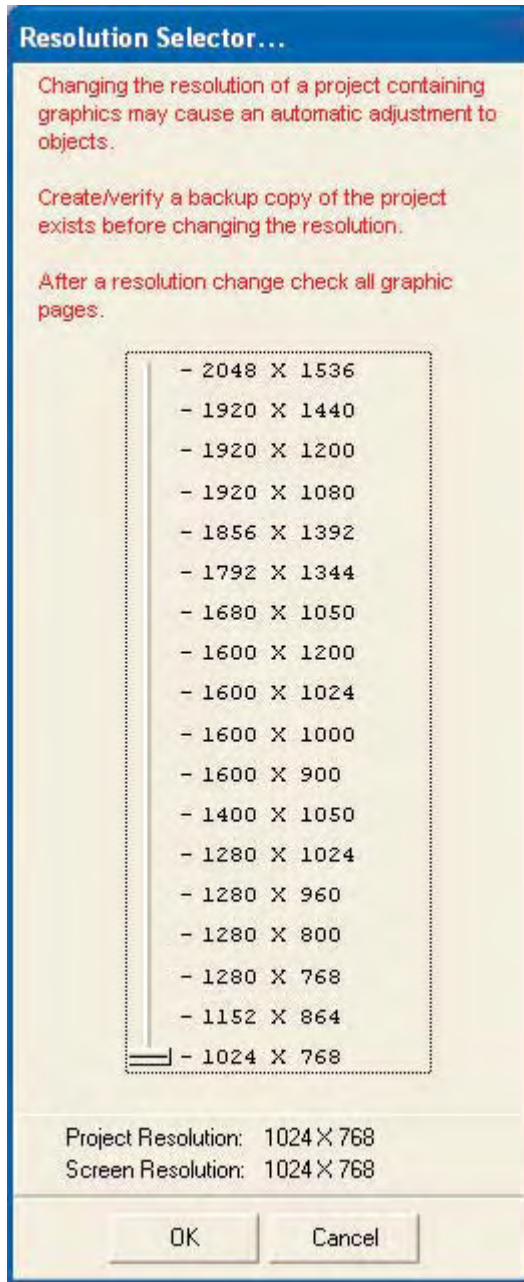 Resolution Selector...
Changing the resolution of a project containing
graphics may cause an automatic adjustment to
objects.
Create/verify a backup copy of the project
exists before changing the resolution.
After a resolution change check all graphic
pages.
- 2048 X 1536
- 1920 X 1440
- 1920 X 1200
- 1920 X 1080
- 1856 X 1392
- 1792 X 1344
- 1680 X 1050
- 1600 X 1200
- 1600 X 1024
- 1600 X 1000
- 1600 X 900
- 1400 X 1050
- 1280 X 1024
- 1280 X 960
- 1280 X 800
- 1280 X 768
- 1152 X 864
- 1024 X 768
Project Resolution: 1024 X 768
Screen Resolution: 1024 X 768
OK Cancel